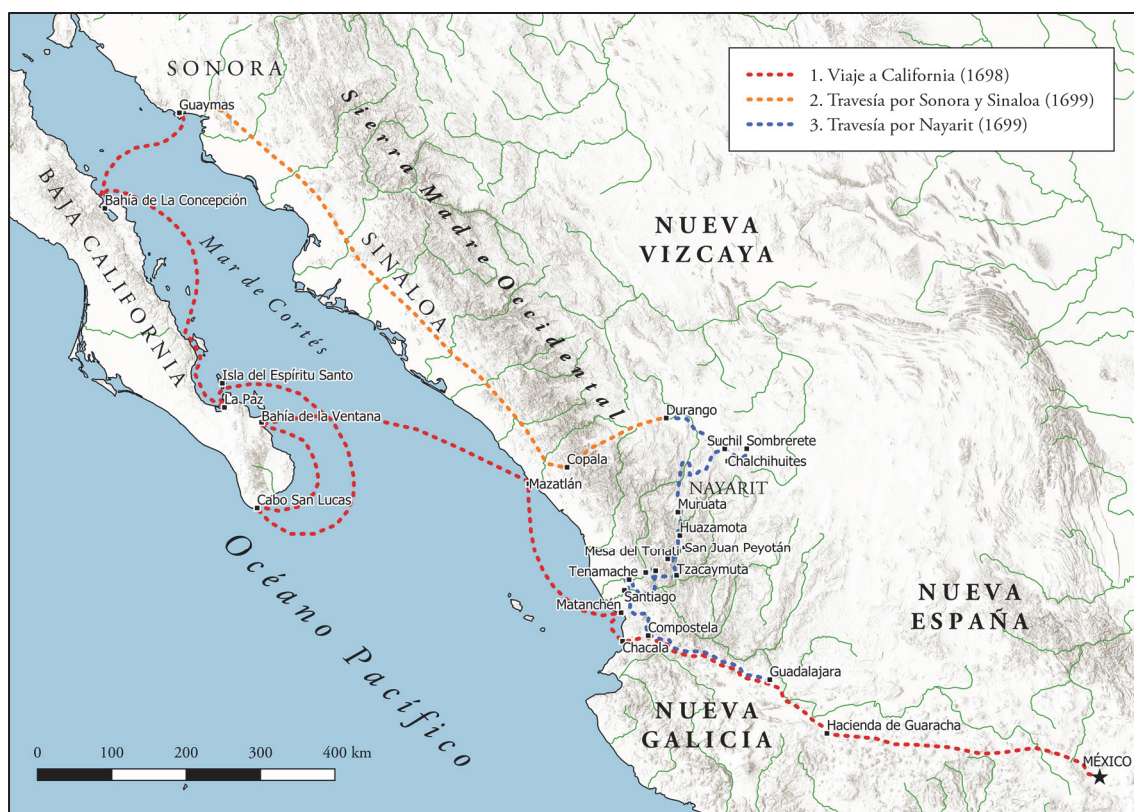 1. Viaje a California (1698)
2. Travesía por Sonora y Sinaloa (1699)
3. Travesía por Nayarit (1699)
SONORA
Guaymas
Sierra Madre Occidental
BAJA CALIFORNIA
Bahía de La Concepción
Mar de Cortés
SINALOA
NUEVA
VIZCAYA
Isla del Espíritu Santo
La Paz
Bahía de la Ventana
Durango
Suchil Sombrerete
Chalchihuites
Copala
Mazatlán
NAYARIT
Cabo San Lucas
Muruata
Huazamota
Mesa del Tonati
San Juan Peyotán
Tenamache
Tzacaymuta
Santiago
Matanchén
NUEVA
ESPAÑA
Compostela
Chacala
Océano Pacífico
Guadalajara
NUEVA
GALICIA
Hacienda de Guaracha
MÉXICO
0 100 200 300 400 km